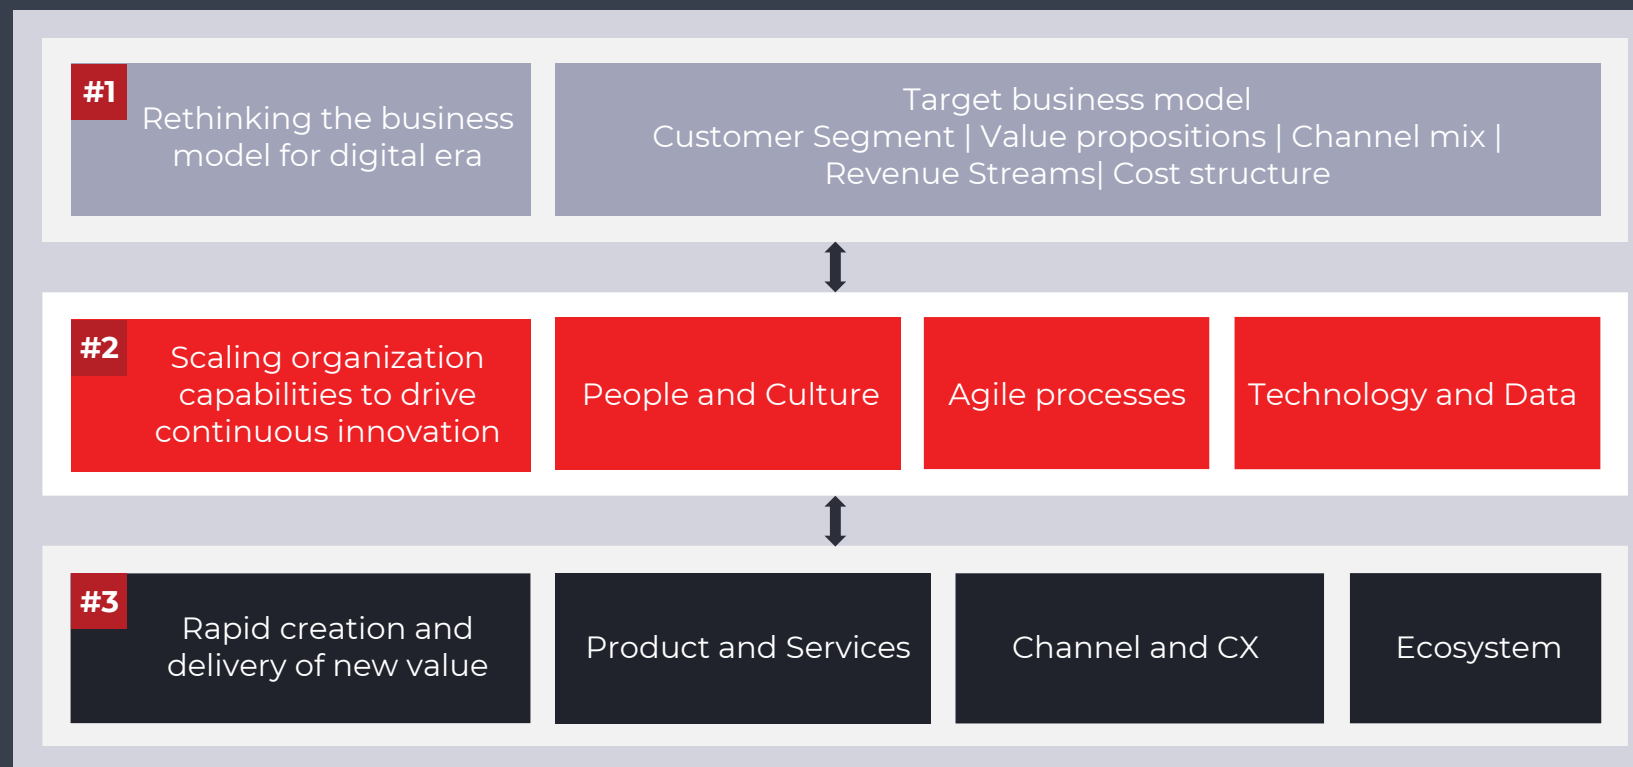 #1
Rethinking the business
model for digital era
Target business model
Customer Segment | Value propositions | Channel mix |
Revenue Streams| Cost structure
#2
Scaling organization
capabilities to drive
continuous innovation
People and Culture
Agile processes
Technology and Data
#3
Rapid creation and
delivery of new value
Product and Services
Channel and CX
Ecosystem